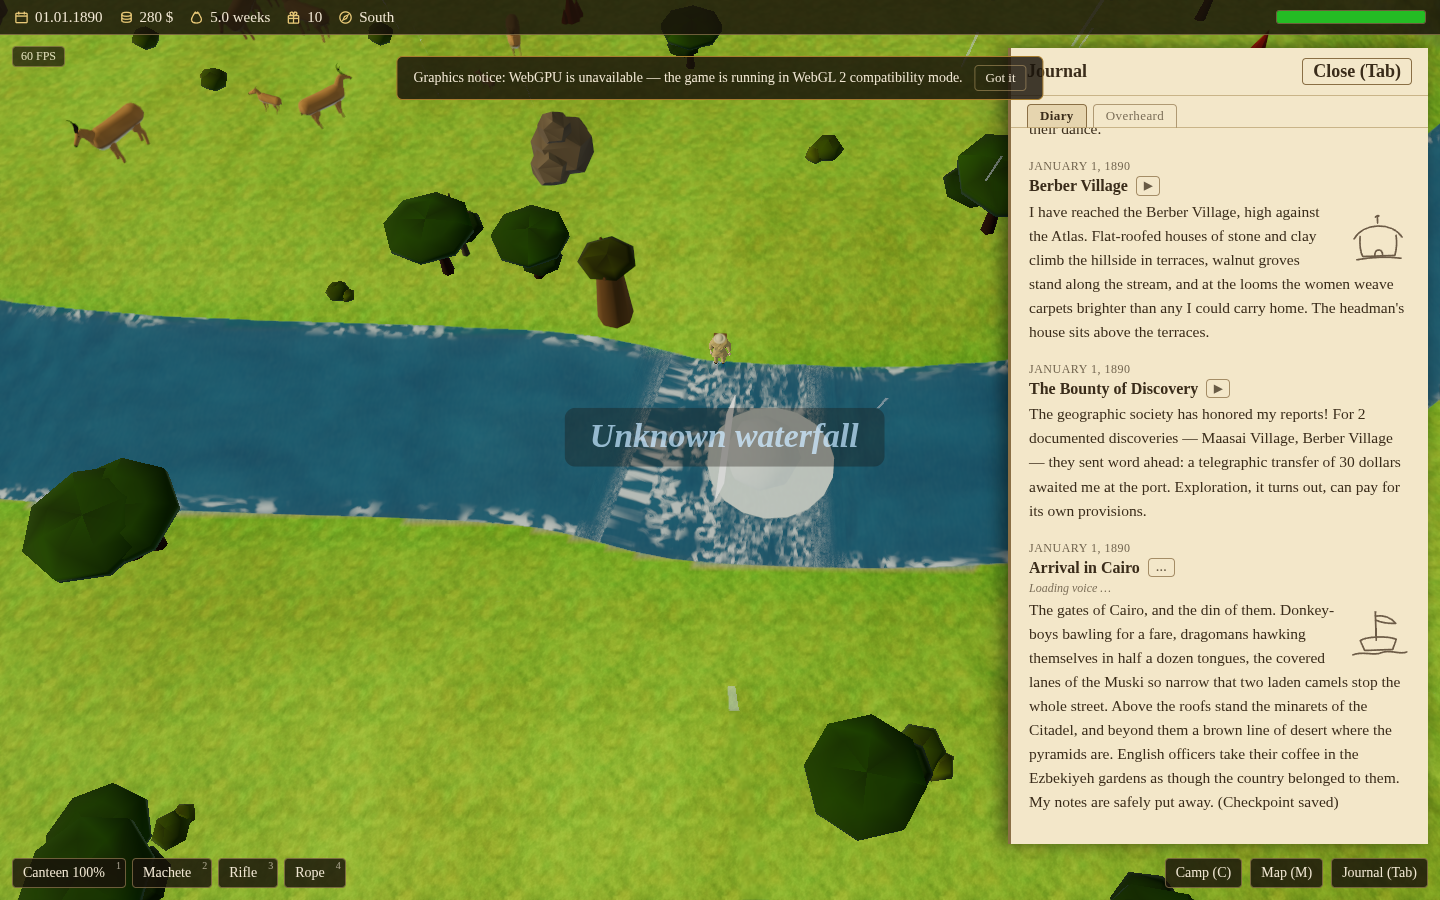 01.01.1890 280 $ 5.0 weeks 10 South
60 FPS
Graphics notice: WebGPU is unavailable — the game is running in WebGL 2 compatibility mode. Got it
Journal Close (Tab)
Diary Overheard
their dance.
JANUARY 1, 1890
Berber Village
I have reached the Berber Village, high against
the Atlas. Flat-roofed houses of stone and clay
climb the hillside in terraces, walnut groves
stand along the stream, and at the looms the women weave
carpets brighter than any I could carry home. The headman's
house sits above the terraces.
JANUARY 1, 1890
The Bounty of Discovery
The geographic society has honored my reports! For 2
documented discoveries — Maasai Village, Berber Village
— they sent word ahead: a telegraphic transfer of 30 dollars
awaited me at the port. Exploration, it turns out, can pay for
its own provisions.
JANUARY 1, 1890
Arrival in Cairo ...
Loading voice …
The gates of Cairo, and the din of them. Donkey-
boys bawling for a fare, dragomans hawking
themselves in half a dozen tongues, the covered
lanes of the Muski so narrow that two laden camels stop the
whole street. Above the roofs stand the minarets of the
Citadel, and beyond them a brown line of desert where the
pyramids are. English officers take their coffee in the
Ezbekiyeh gardens as though the country belonged to them.
My notes are safely put away. (Checkpoint saved)
Unknown waterfall
Canteen 100% 1 Machete 2 Rifle 3 Rope 4
Camp (C) Map (M) Journal (Tab)